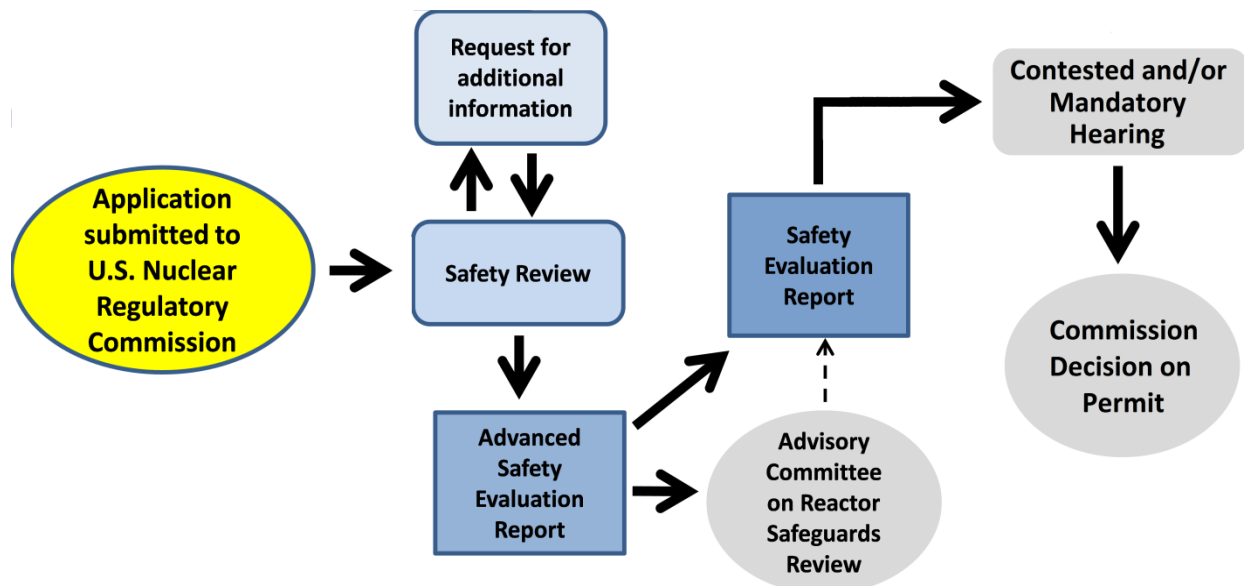 Application
submitted to
U.S. Nuclear
Regulatory
Commission
Request for
additional
information
Safety Review
Advanced
Safety
Evaluation
Report
Safety
Evaluation
Report
Advisory
Committee
on Reactor
Safeguards
Review
Contested and/or
Mandatory
Hearing
Commission
Decision on
Permit